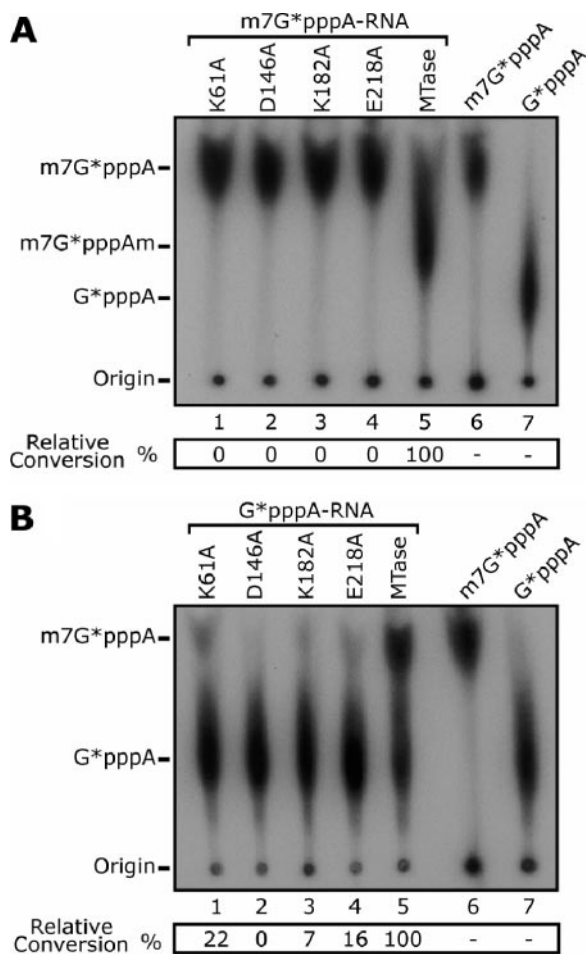 A
m7G*pppA-RNA
K61A D146A K182A E218A MTase m7G*pppA G*pppA
m7G*pppA
m7G*pppAm
G*pppA
Origin
1 2 3 4 5 6 7
Relative Conversion % 0 0 0 0 100 - -
B
G*pppA-RNA
K61A D146A K182A E218A MTase m7G*pppA G*pppA
m7G*pppA
G*pppA
Origin
1 2 3 4 5 6 7
Relative Conversion % 22 0 7 16 100 - -